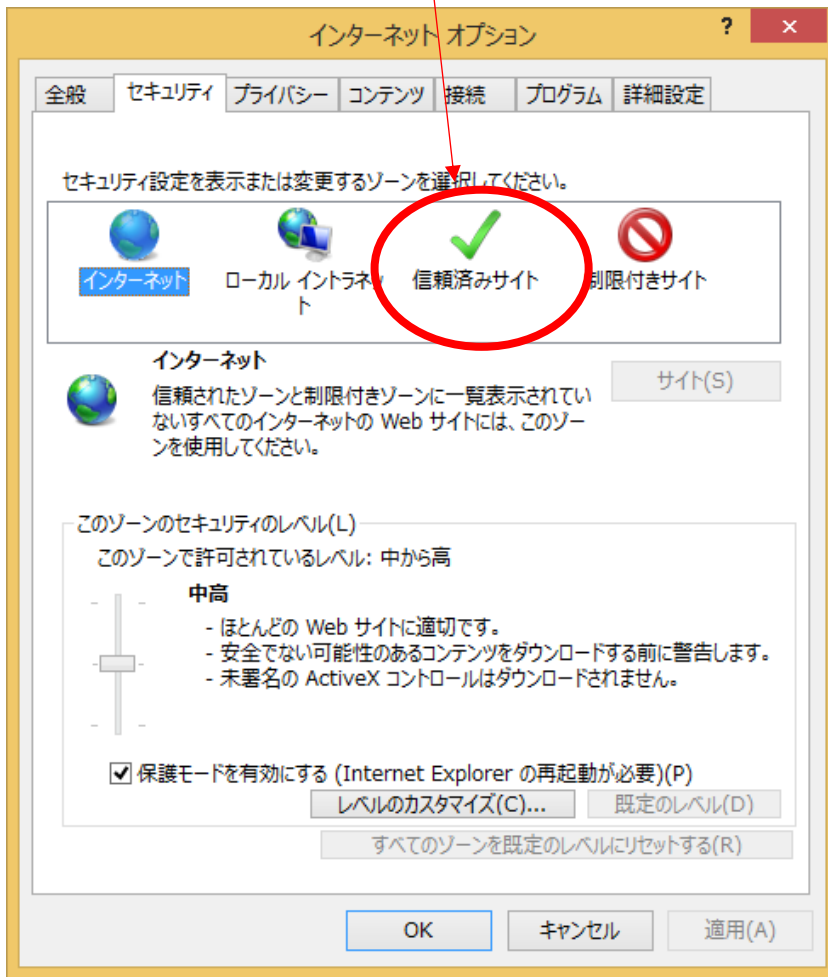 インターネット オプション
?
×
全般 セキュリティ プライバシー コンテンツ 接続 プログラム 詳細設定
セキュリティ設定を表示または変更するゾーンを選択してください。
インターネット
ローカル イントラネッ
ト
信頼済みサイト
制限付きサイト
インターネット
サイト(S)
信頼されたゾーンと制限付きゾーンに一覧表示されてい
ないすべてのインターネットの Web サイトには、このゾー
ンを使用してください。
このゾーンのセキュリティのレベル(L)
このゾーンで許可されているレベル: 中から高
中高
- ほとんどの Web サイトに適切です。
- 安全でない可能性のあるコンテンツをダウンロードする前に警告します。
- 未署名の ActiveX コントロールはダウンロードされません。
保護モードを有効にする (Internet Explorer の再起動が必要)(P)
レベルのカスタマイズ(C)... 既定のレベル(D)
すべてのゾーンを既定のレベルにリセットする(R)
OK キャンセル 適用(A)